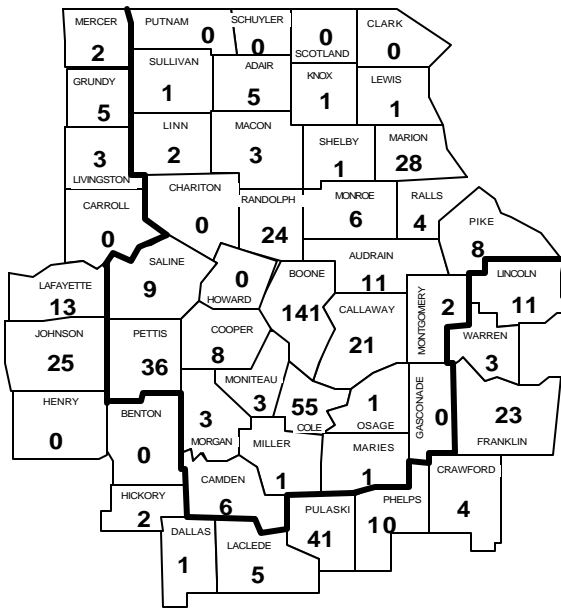 MERCER
2
PUTNAM
0
SCHUYLER
0
0
SCOTLAND
CLARK
0
GRUNDY
5
SULLIVAN
1
ADAIR
5
KNOX
1
LEWIS
1
3
LIVINGSTON
LINN
2
MACON
3
SHELBY
1
MARION
28
CARROLL
0
CHARITON
0
RANDOLPH
24
MONROE
6
RALLS
4
PIKE
8
LAFAYETTE
13
SALINE
9
0
HOWARD
BOONE
141
AUDRAIN
11
CALLAWAY
21
MONTGOMERY
2
LINCOLN
11
WARREN
3
JOHNSON
25
PETTIS
36
COOPER
8
MONITEAU
3
55
COLE
1
OSAGE
GASCONADE
0
23
FRANKLIN
HENRY
0
BENTON
0
3
MORGAN
MILLER
1
MARIES
1
CRAWFORD
4
HICKORY
2
CAMDEN
6
PULASKI
41
PHELPS
10
DALLAS
1
LACLEDE
5